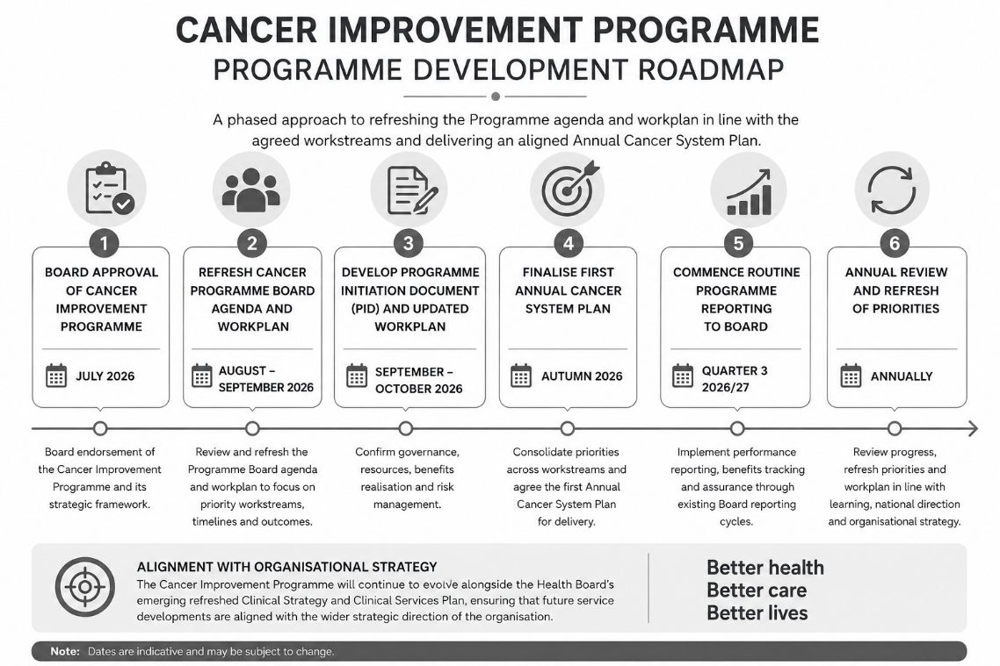 CANCER IMPROVEMENT PROGRAMME
PROGRAMME DEVELOPMENT ROADMAP
A phased approach to refreshing the Programme agenda and workplan in line with the
agreed workstreams and delivering an aligned Annual Cancer System Plan.
1
BOARD APPROVAL
OF CANCER
IMPROVEMENT
PROGRAMME
JULY 2026
Board endorsement of
the Cancer Improvement
Programme and its
strategic framework.
2
REFRESH CANCER
PROGRAMME BOARD
AGENDA AND
WORKPLAN
AUGUST –
SEPTEMBER 2026
Review and refresh the
Programme Board agenda
and workplan to focus on
priority workstreams,
timelines and outcomes.
3
DEVELOP PROGRAMME
INITIATION DOCUMENT
(PID) AND UPDATED
WORKPLAN
SEPTEMBER –
OCTOBER 2026
Confirm governance,
resources, benefits
realisation and risk
management.
4
FINALISE FIRST
ANNUAL CANCER
SYSTEM PLAN
AUTUMN 2026
Consolidate priorities
across workstreams and
agree the first Annual
Cancer System Plan
for delivery.
5
COMMENCE ROUTINE
PROGRAMME
REPORTING
TO BOARD
QUARTER 3
2026/27
Implement performance
reporting, benefits tracking
and assurance through
existing Board reporting
cycles.
6
ANNUAL REVIEW
AND REFRESH
OF PRIORITIES
ANNUALLY
Review progress,
refresh priorities and
workplan in line with
learning, national direction
and organisational strategy.
ALIGNMENT WITH ORGANISATIONAL STRATEGY
The Cancer Improvement Programme will continue to evolve alongside the Health Board's
emerging refreshed Clinical Strategy and Clinical Services Plan, ensuring that future service
developments are aligned with the wider strategic direction of the organisation.
Better health
Better care
Better lives
Note: Dates are indicative and may be subject to change.